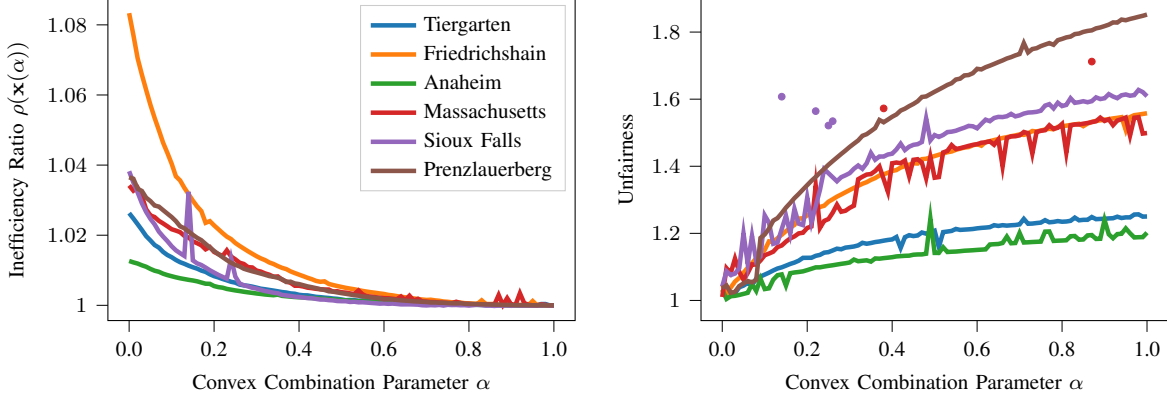 1.08
1.06
1.04
1.02
1
Inefficiency Ratio ρ(x(α))
0.0 0.2 0.4 0.6 0.8 1.0
Convex Combination Parameter α
Tiergarten
Friedrichshain
Anaheim
Massachusetts
Sioux Falls
Prenzlauerberg
1.8
1.6
1.4
1.2
1
Unfairness
0.0 0.2 0.4 0.6 0.8 1.0
Convex Combination Parameter α